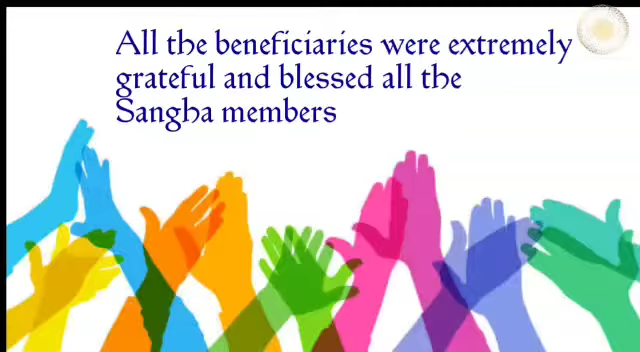 All the beneficiaries were extremely
grateful and blessed all the
Sangha members